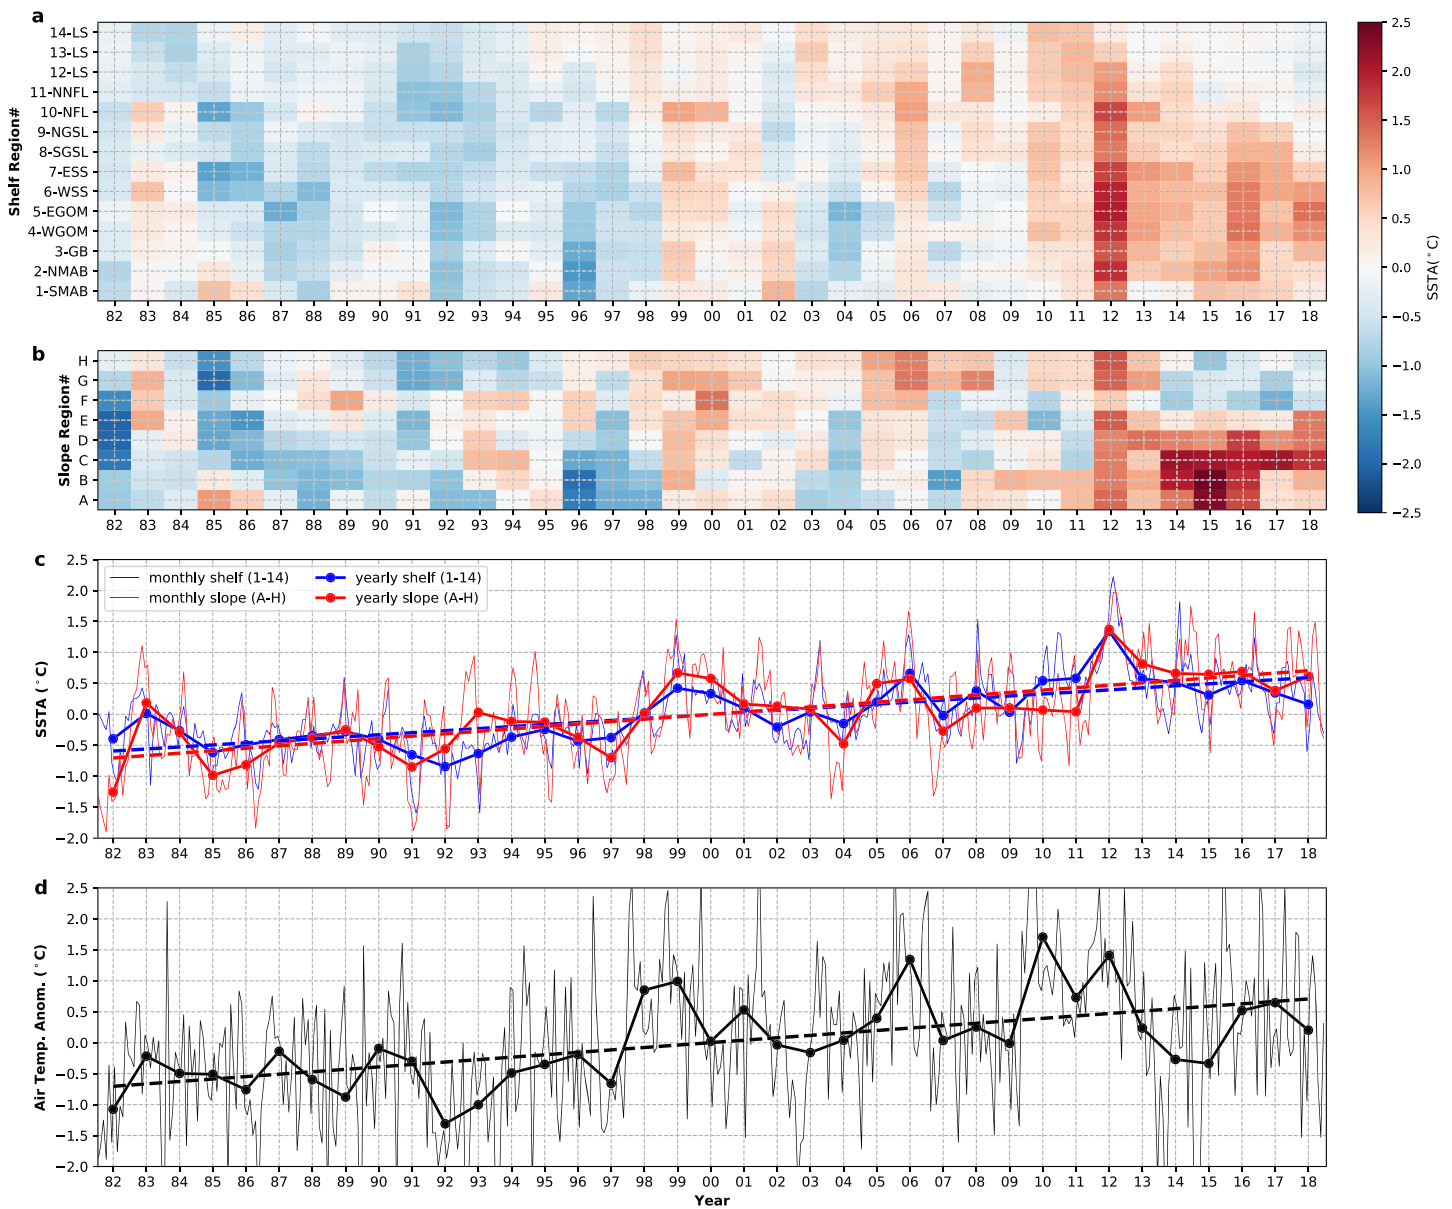 a
Shelf Region#
14-LS
13-LS
12-LS
11-NNFL
10-NFL
9-NGSL
8-SGSL
7-ESS
6-WSS
5-EGOM
4-WGOM
3-GB
2-NMAB
1-SMAB
82 83 84 85 86 87 88 89 90 91 92 93 94 95 96 97 98 99 00 01 02 03 04 05 06 07 08 09 10 11 12 13 14 15 16 17 18
2.5
2.0
1.5
1.0
0.5
0.0
−0.5
−1.0
−1.5
−2.0
−2.5
SSTA(°C)
b
Slope Region#
H
G
F
E
D
C
B
A
82 83 84 85 86 87 88 89 90 91 92 93 94 95 96 97 98 99 00 01 02 03 04 05 06 07 08 09 10 11 12 13 14 15 16 17 18
c
SSTA (°C)
2.5
2.0
1.5
1.0
0.5
0.0
−0.5
−1.0
−1.5
−2.0
monthly shelf (1-14)
monthly slope (A-H)
yearly shelf (1-14)
yearly slope (A-H)
82 83 84 85 86 87 88 89 90 91 92 93 94 95 96 97 98 99 00 01 02 03 04 05 06 07 08 09 10 11 12 13 14 15 16 17 18
d
Air Temp. Anom. (°C)
2.5
2.0
1.5
1.0
0.5
0.0
−0.5
−1.0
−1.5
−2.0
82 83 84 85 86 87 88 89 90 91 92 93 94 95 96 97 98 99 00 01 02 03 04 05 06 07 08 09 10 11 12 13 14 15 16 17 18
Year